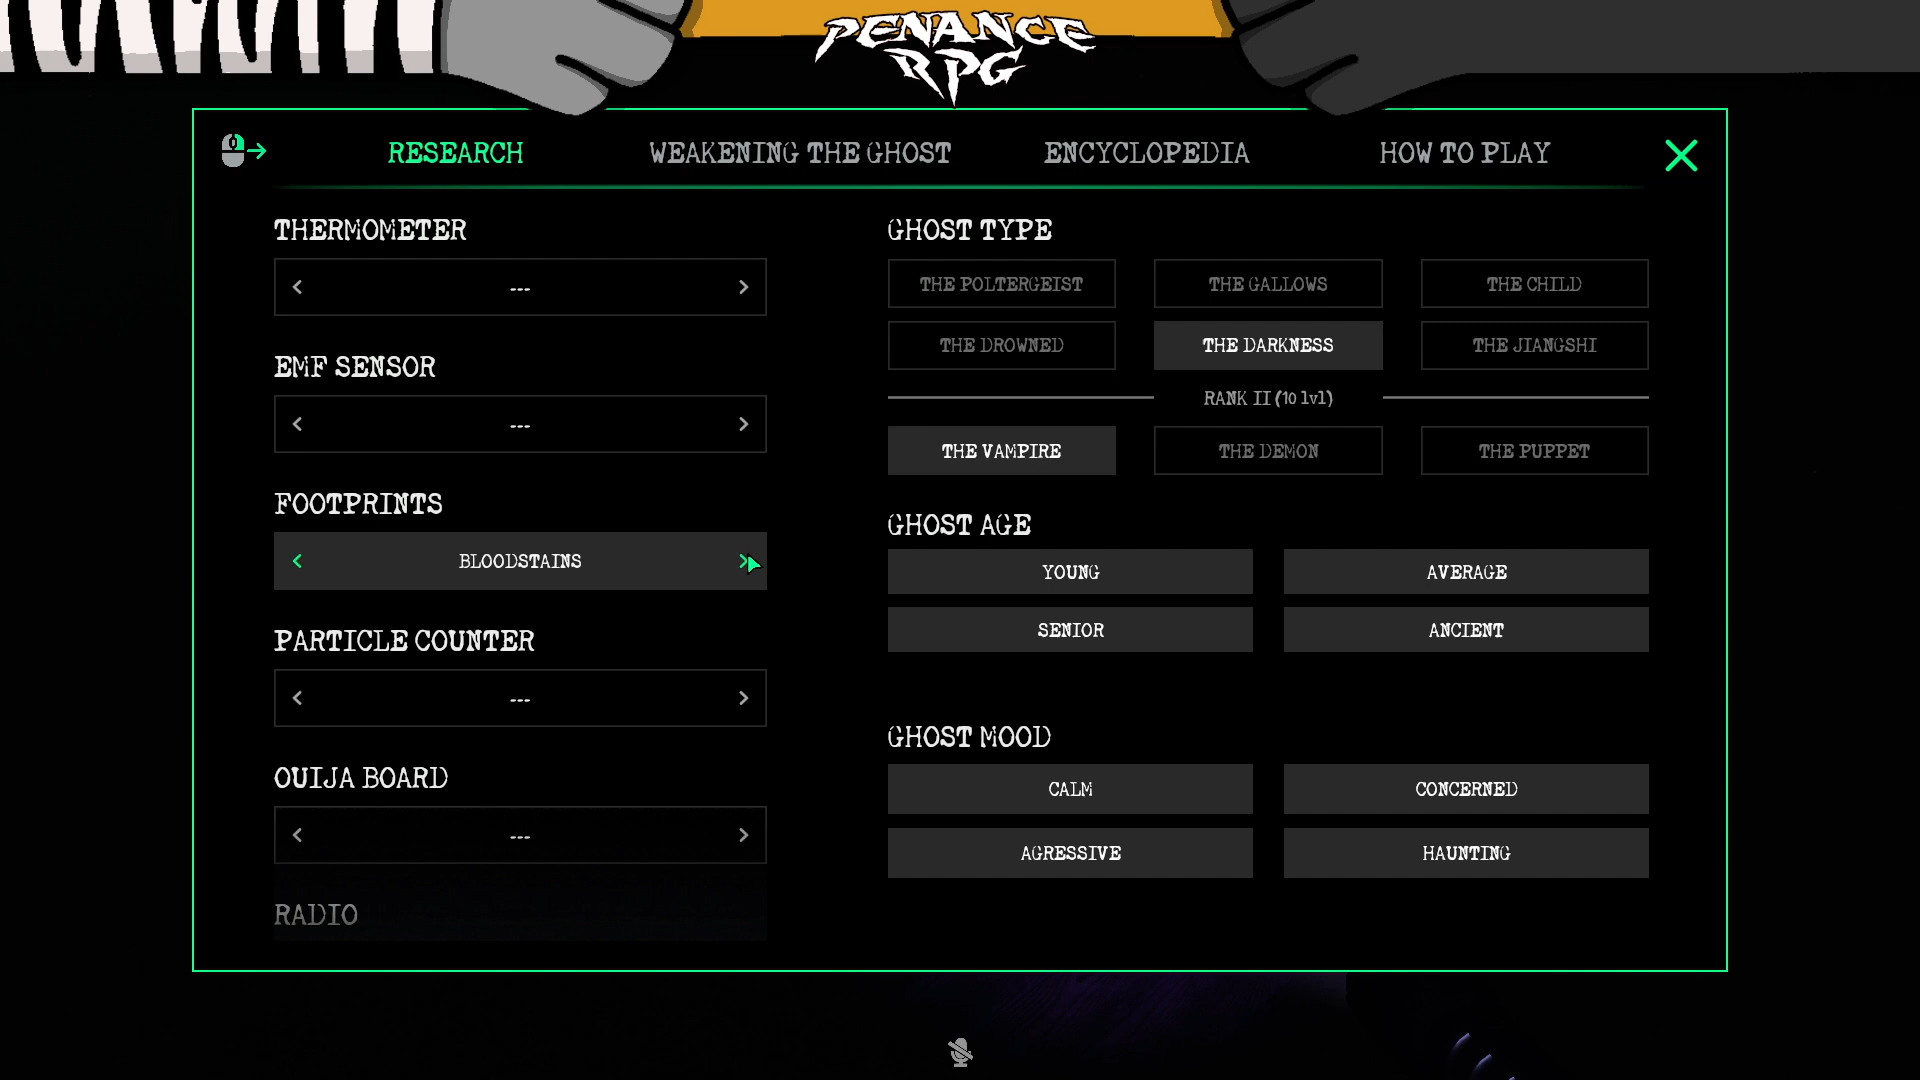 PENANCE
RPG
RESEARCH
WEAKENING THE GHOST
ENCYCLOPEDIA
HOW TO PLAY
THERMOMETER
---
EMF SENSOR
---
FOOTPRINTS
BLOODSTAINS
PARTICLE COUNTER
---
OUIJA BOARD
---
RADIO
GHOST TYPE
THE POLTERGEIST
THE GALLOWS
THE CHILD
THE DROWNED
THE DARKNESS
THE JIANGSHI
RANK II (10 lvl)
THE VAMPIRE
THE DEMON
THE PUPPET
GHOST AGE
YOUNG
AVERAGE
SENIOR
ANCIENT
GHOST MOOD
CALM
CONCERNED
AGRESSIVE
HAUNTING